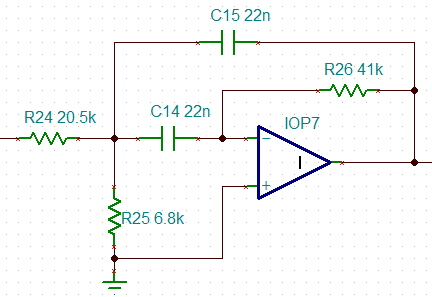 C15 22n
R26 41k
R24 20.5k
C14 22n
IOP7
I
R25 6.8k